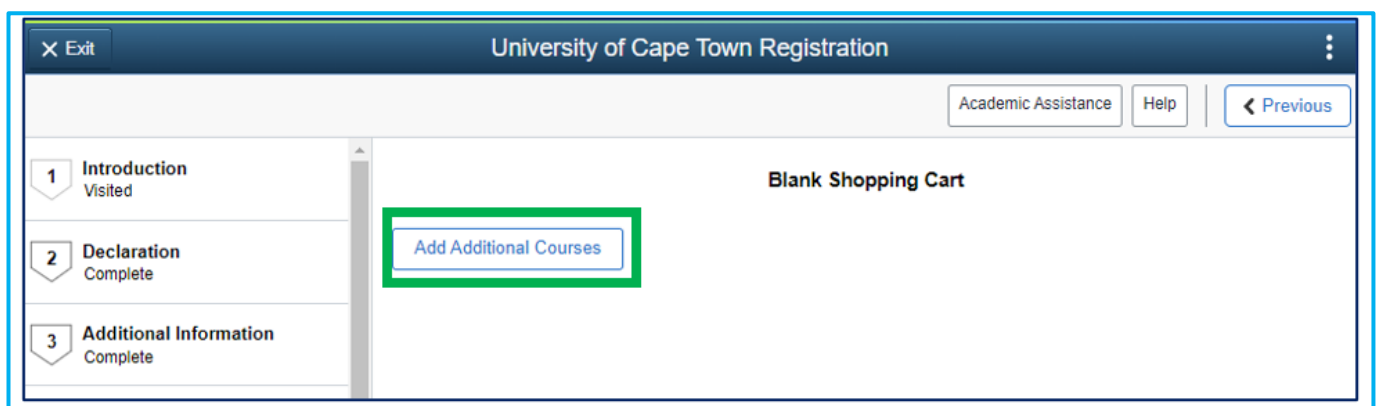 Exit
University of Cape Town Registration
Academic Assistance
Help
Previous
1
Introduction
Visited
Blank Shopping Cart
2
Declaration
Complete
Add Additional Courses
3
Additional Information
Complete